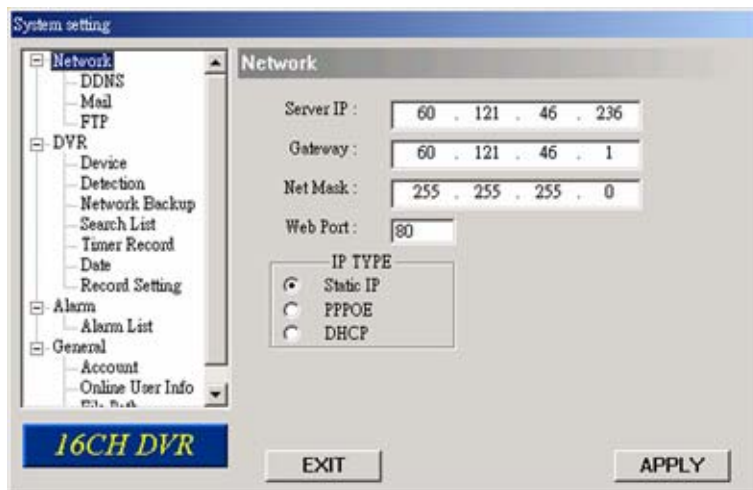 System setting
Network
DDNS
Mail
FTP
DVR
Device
Detection
Network Backup
Search List
Timer Record
Date
Record Setting
Alarm
Alarm List
General
Account
Online User Info
16CH DVR
Network
Server IP : 60 . 121 . 46 . 236
Gateway : 60 . 121 . 46 . 1
Net Mask : 255 . 255 . 255 . 0
Web Port : 80
IP TYPE
Static IP
PPPOE
DHCP
EXIT
APPLY